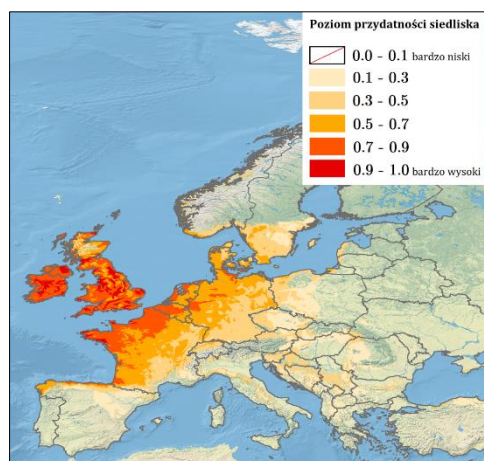 Poziom przydatności siedliska
0.0 - 0.1 bardzo niski
0.1 - 0.3
0.3 - 0.5
0.5 - 0.7
0.7 - 0.9
0.9 - 1.0 bardzo wysoki